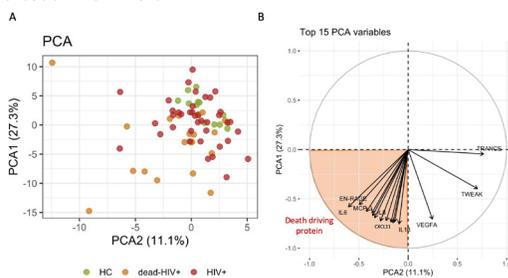 A
PCA
PCA1 (27.3%)
10
5
0
-5
-10
-15
-10
-5
0
5
PCA2 (11.1%)
HC
dead-HIV+
HIV+
B
Top 15 PCA variables
PCA1 (27.3%)
1.0
0.5
0.0
-0.5
-1.0
TRANCE
TWEAK
VEGFA
EN-RAGE
IL6
MCP
CXCL11
Death driving
protein
-1.0
-0.5
0.0
0.5
1.0
PCA2 (11.1%)